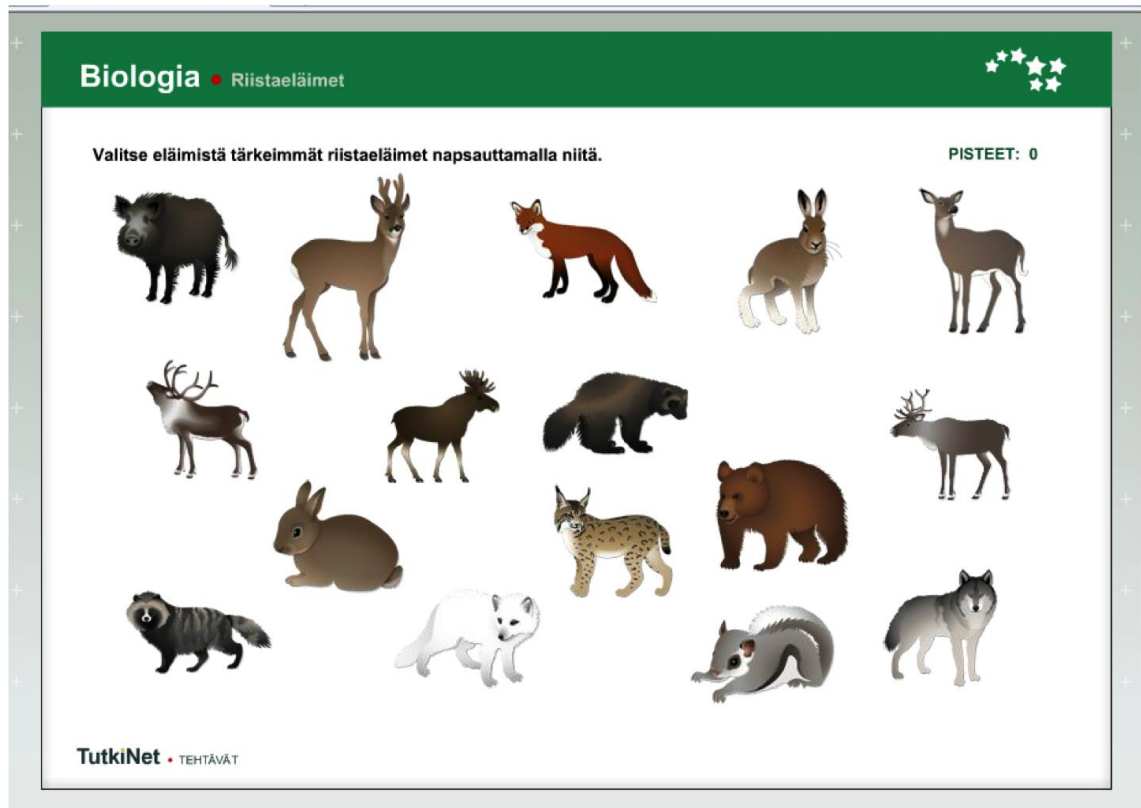 Biologia • Riistaeläimet
Valitse eläimistä tärkeimmät riistaeläimet napsauttamalla niitä.
PISTEET: 0
TutkiNet • TEHTÄVÄT